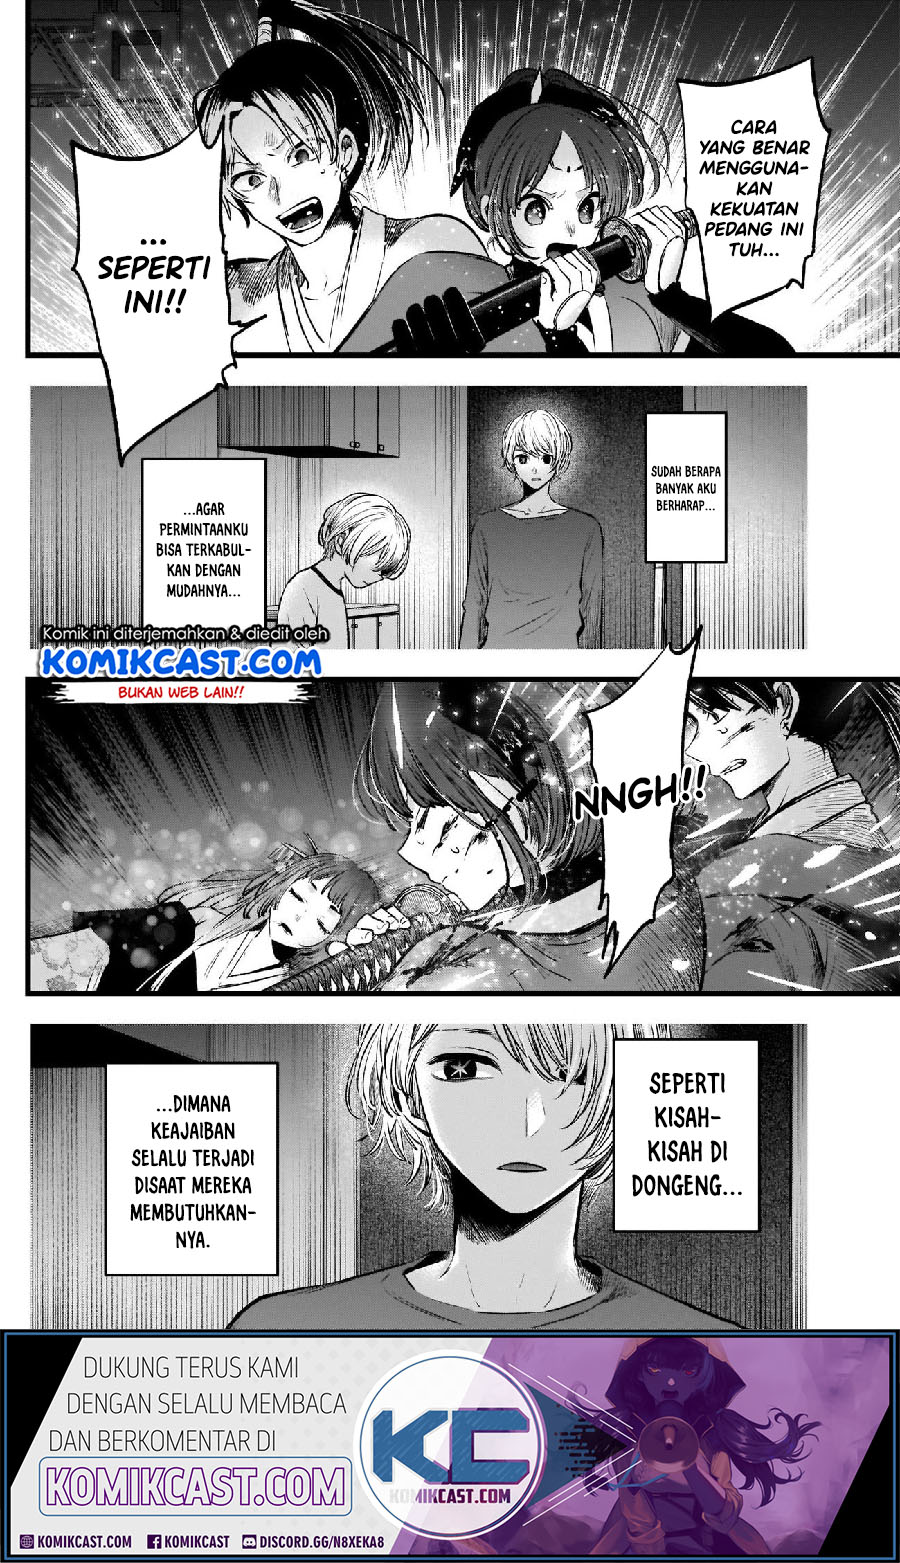 CARA
YANG BENAR
MENGGUNA-
KAN
KEKUATAN
PEDANG INI
TUH...
...
SEPERTI
INI!!
SUDAH BERAPA
BANYAK AKU
BERHARAP...
...AGAR
PERMINTAANKU
BISA TERKABUL-
KAN DENGAN
MUDAHNYA...
Komik ini diterjemahkan & diedit oleh
KOMIKCAST.COM
BUKAN WEB LAIN!!
NNGH!!
SEPERTI
KISAH-
KISAH DI
DONGENG...
...DIMANA
KEAJAIBAN
SELALU TERJADI
DISAAT MEREKA
MEMBUTUHKAN-
NYA.
DUKUNG TERUS KAMI
DENGAN SELALU MEMBACA
DAN BERKOMENTAR DI
KOMIKCAST.COM
KC
KOMIKCAST.COM
KOMIKCAST.COM
KOMIKCAST
DISCORD.GG/N8XEKA8